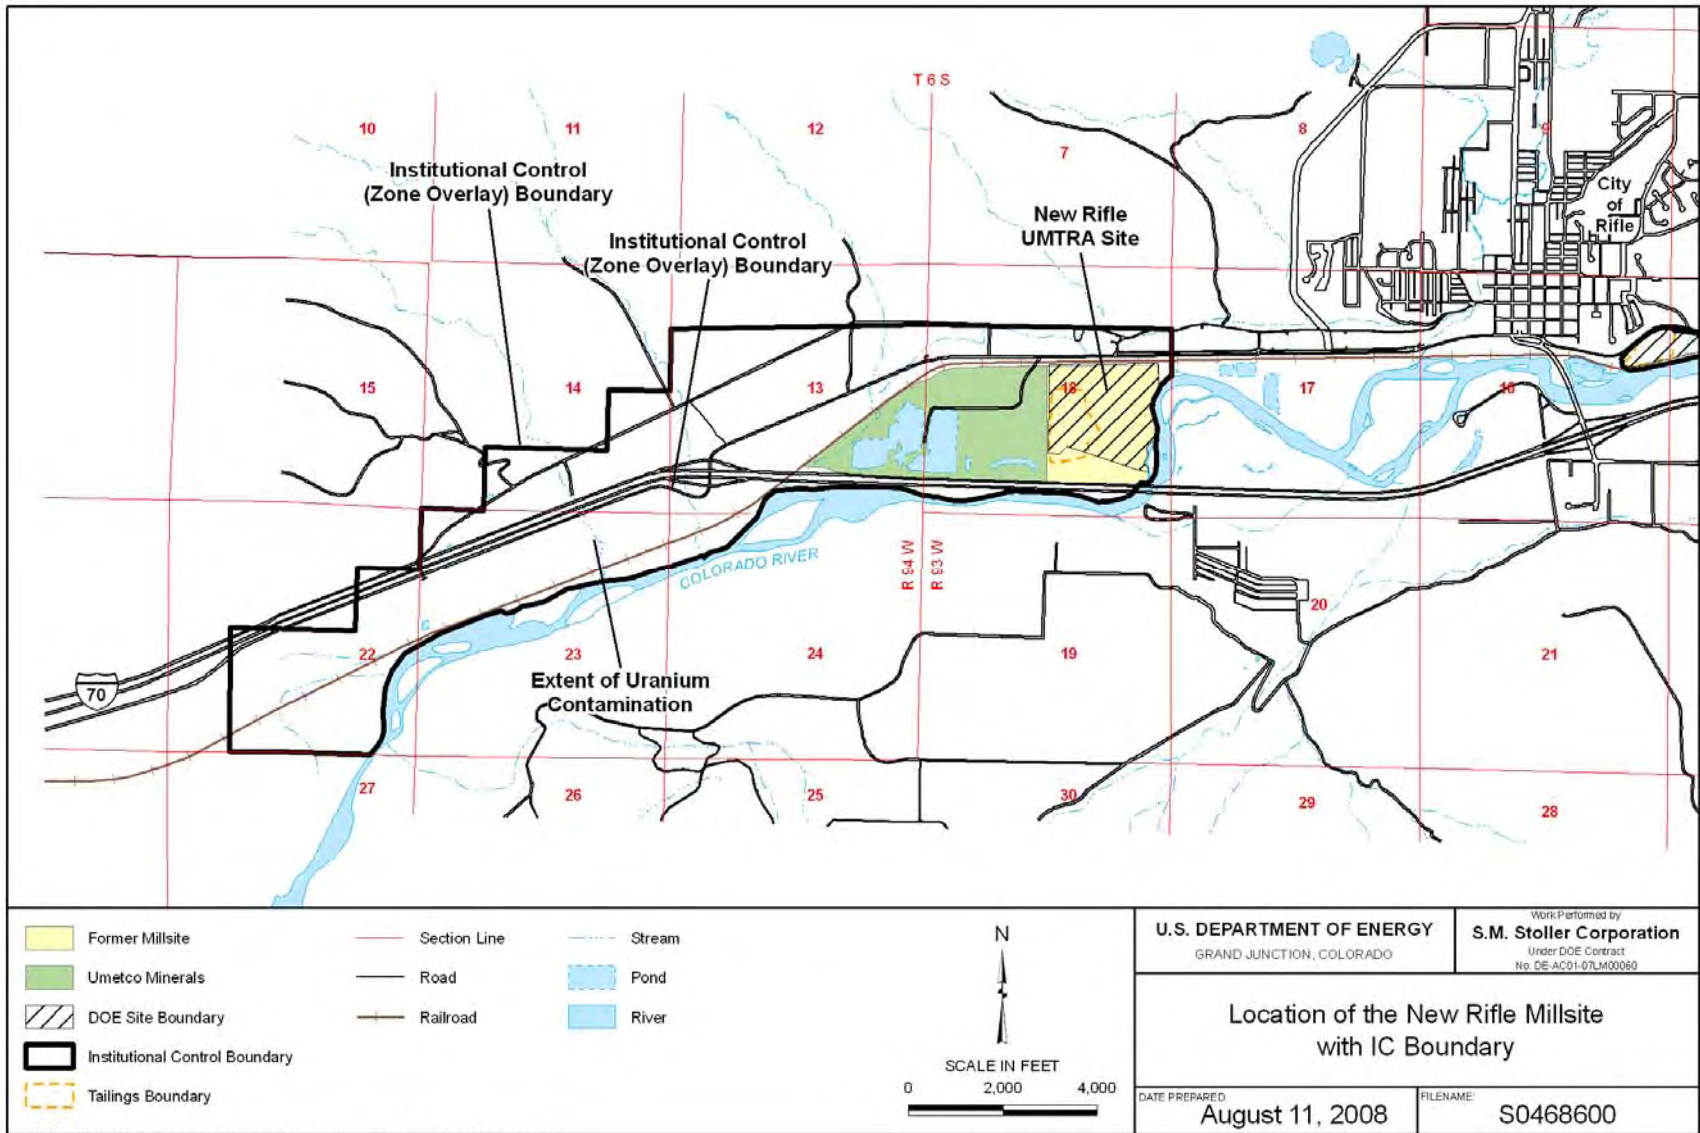 T 6 S
10
11
12
7
8
9
Institutional Control
(Zone Overlay) Boundary
Institutional Control
(Zone Overlay) Boundary
New Rifle
UMTRA Site
City
of
Rifle
15
14
13
18
17
16
COLORADO RIVER
R 94 W
R 93 W
20
22
23
24
19
21
70
Extent of Uranium
Contamination
27
26
25
30
29
28
Former Millsite
Umetco Minerals
DOE Site Boundary
Institutional Control Boundary
Tailings Boundary
Section Line
Road
Railroad
Stream
Pond
River
N
SCALE IN FEET
0 2,000 4,000
U.S. DEPARTMENT OF ENERGY
GRAND JUNCTION, COLORADO
Work Performed by
S.M. Stoller Corporation
Under DOE Contract
No. DE-AC01-07LM00060
Location of the New Rifle Millsite
with IC Boundary
DATE PREPARED:
August 11, 2008
FILENAME:
S0468600